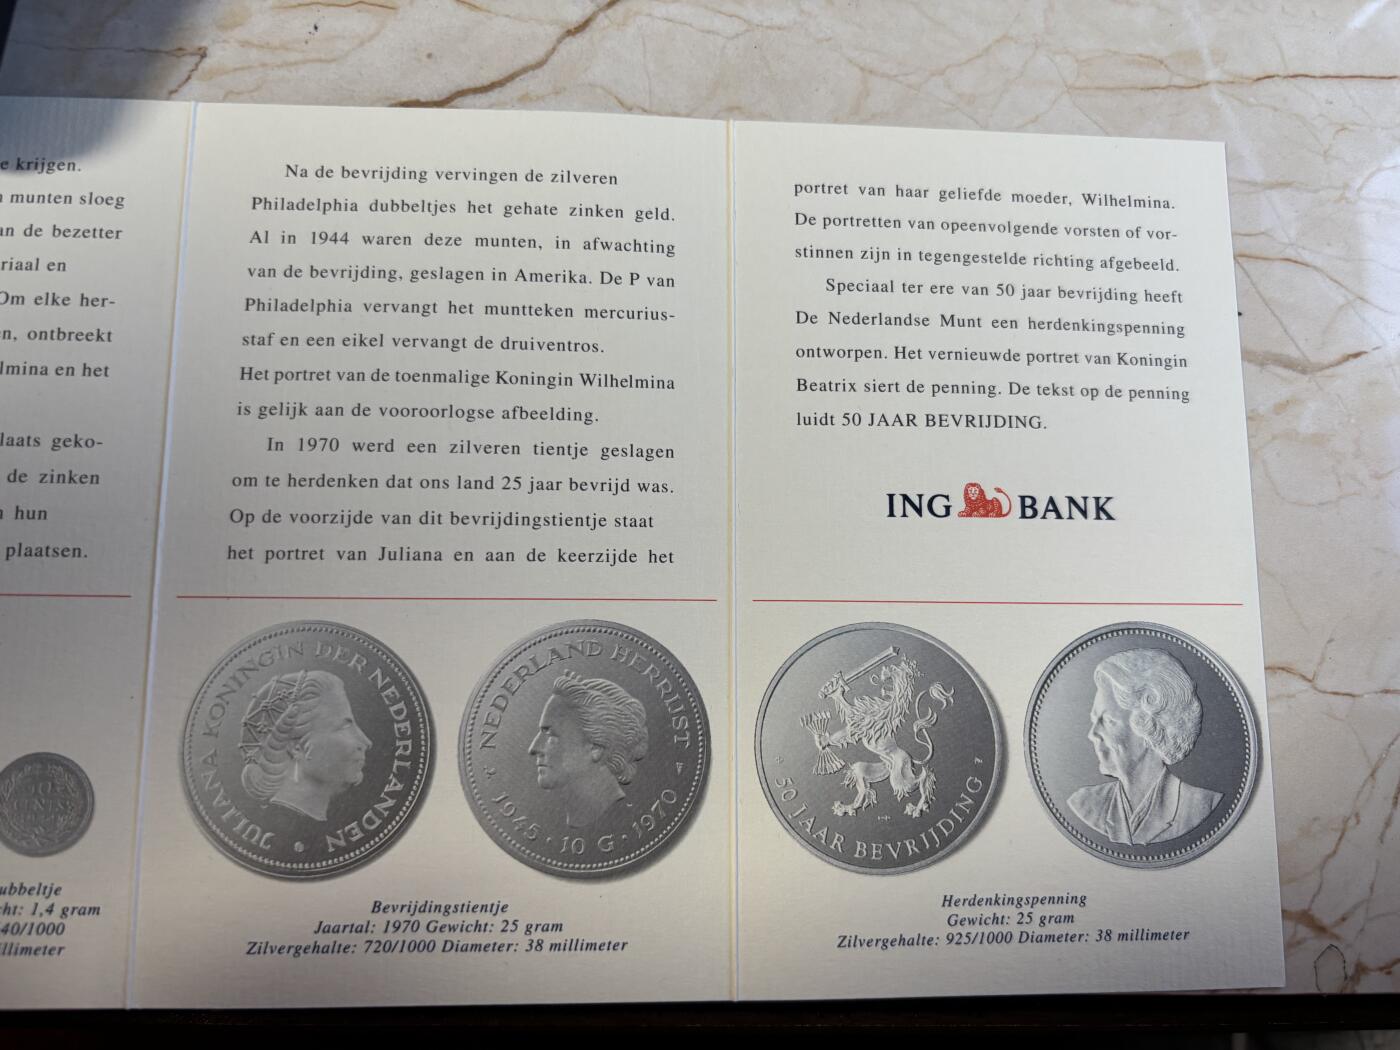 e krijgen.
munten sloeg
an de bezetter
riaal en
Om elke her-
n, ontbreekt
lmina en het
laats geko-
de zinken
hun
plaatsen.
10
CENTS
ubbeltje
cht: 1,4 gram
40/1000
illimeter
Na de bevrijding vervingen de zilveren
Philadelphia dubbeltjes het gehate zinken geld.
Al in 1944 waren deze munten, in afwachting
van de bevrijding, geslagen in Amerika. De P van
Philadelphia vervangt het muntteken mercurius-
staf en een eikel vervangt de druiventros.
Het portret van de toenmalige Koningin Wilhelmina
is gelijk aan de vooroorlogse afbeelding.
In 1970 werd een zilveren tientje geslagen
om te herdenken dat ons land 25 jaar bevrijd was.
Op de voorzijde van dit bevrijdingstientje staat
het portret van Juliana en aan de keerzijde het
JULIANA KONINGIN DER NEDERLANDEN
NEDERLAND HERRIJST
1945 · 10 G · 1970
Bevrijdingstientje
Jaartal: 1970 Gewicht: 25 gram
Zilvergehalte: 720/1000 Diameter: 38 millimeter
portret van haar geliefde moeder, Wilhelmina.
De portretten van opeenvolgende vorsten of vor-
stinnen zijn in tegengestelde richting afgebeeld.
Speciaal ter ere van 50 jaar bevrijding heeft
De Nederlandse Munt een herdenkingspenning
ontworpen. Het vernieuwde portret van Koningin
Beatrix siert de penning. De tekst op de penning
luidt 50 JAAR BEVRIJDING.
ING BANK
50 JAAR BEVRIJDING
Herdenkingspenning
Gewicht: 25 gram
Zilvergehalte: 925/1000 Diameter: 38 millimeter